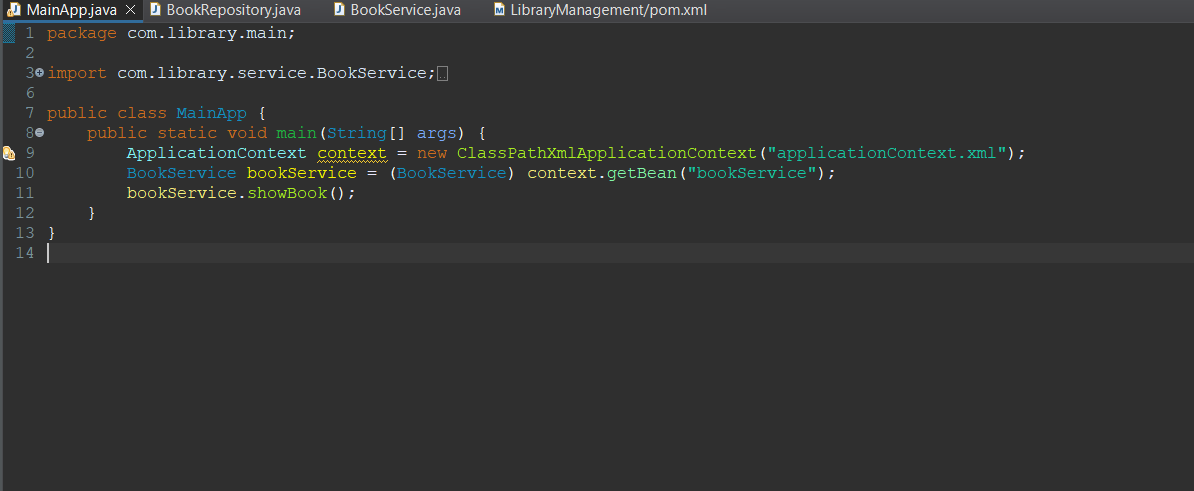 MainApp.java BookRepository.java BookService.java LibraryManagement/pom.xml
1 package com.library.main;
2
3 import com.library.service.BookService;
6
7 public class MainApp {
8     public static void main(String[] args) {
9         ApplicationContext context = new ClassPathXmlApplicationContext("applicationContext.xml");
10         BookService bookService = (BookService) context.getBean("bookService");
11         bookService.showBook();
12     }
13 }
14